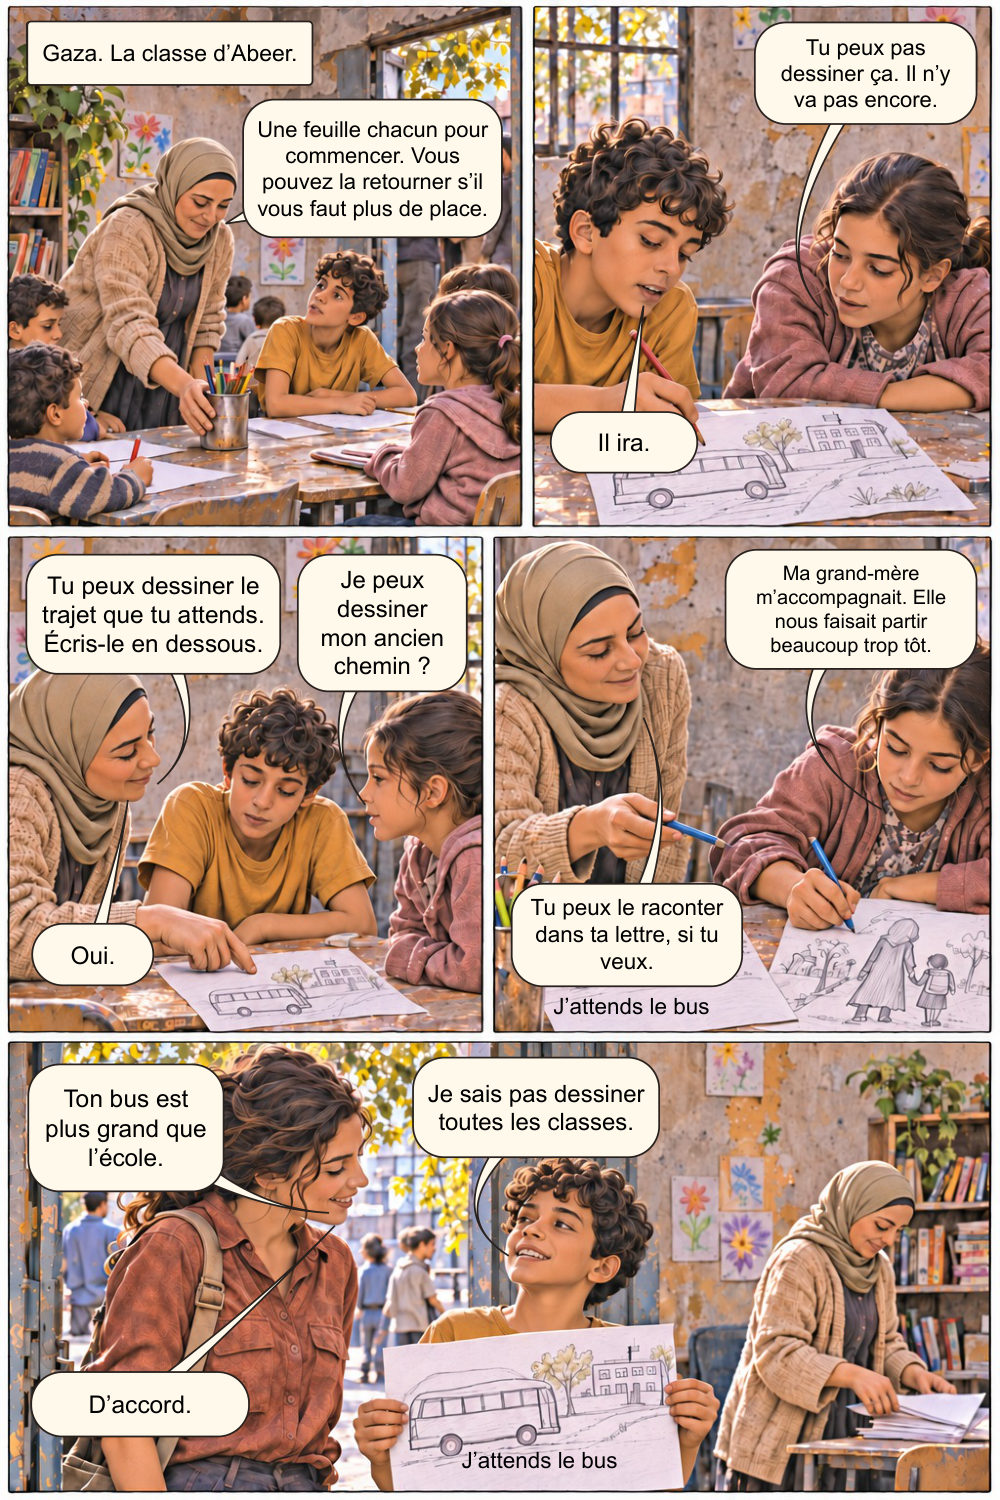 Gaza. La classe d’Abeer.
Une feuille chacun pour
commencer. Vous
pouvez la retourner s’il
vous faut plus de place.
Tu peux pas
dessiner ça. Il n’y
va pas encore.
Il ira.
Tu peux dessiner le
trajet que tu attends.
Écris-le en dessous.
Je peux
dessiner
mon ancien
chemin ?
Oui.
Ma grand-mère
m’accompagnait. Elle
nous faisait partir
beaucoup trop tôt.
Tu peux le raconter
dans ta lettre, si tu
veux.
J’attends le bus
Ton bus est
plus grand que
l’école.
Je sais pas dessiner
toutes les classes.
D’accord.
J’attends le bus